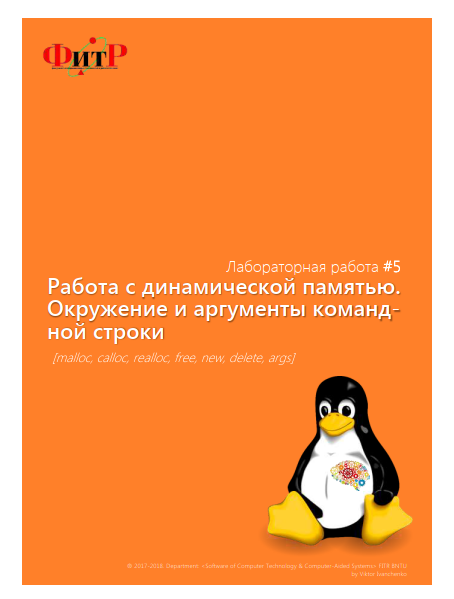 ФитР
Лабораторная работа #5
Работа с динамической памятью.
Окружение и аргументы команд-
ной строки
[malloc, calloc, realloc, free, new, delete, args]
© 2017-2018. Department «Software of Computer Technology & Computer-Aided Systems» FITR BNTU
by Viktor Ivanchenko